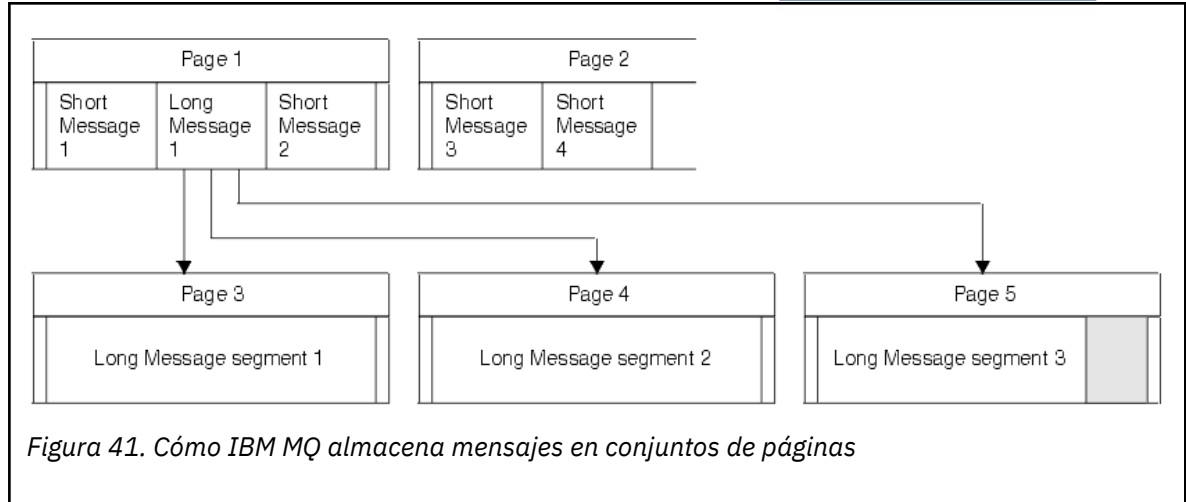 Page 1
Page 2
Short
Message
1
Long
Message
1
Short
Message
2
Short
Message
3
Short
Message
4
Page 3
Page 4
Page 5
Long Message segment 1
Long Message segment 2
Long Message segment 3
Figura 41. Cómo IBM MQ almacena mensajes en conjuntos de páginas